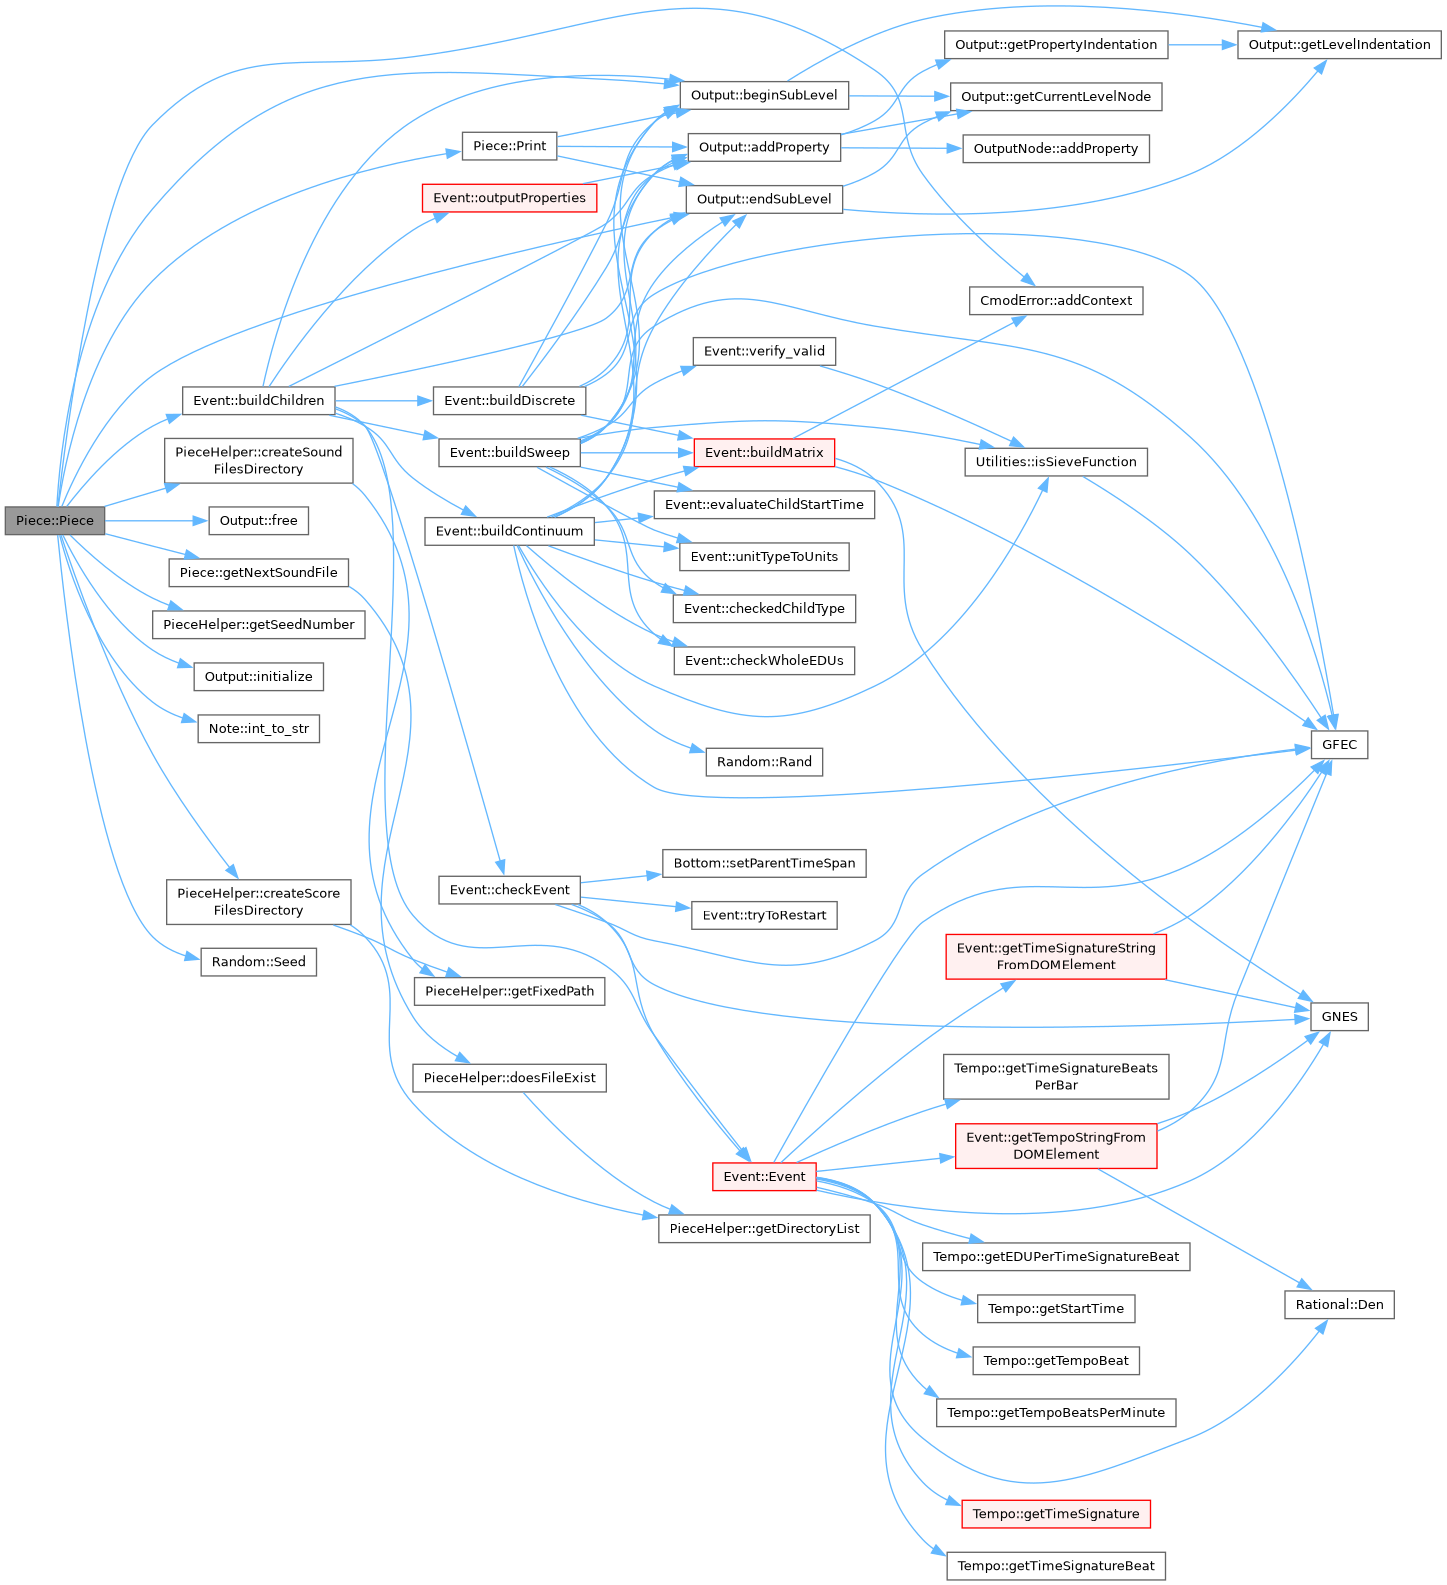 Piece::Piece
Event::buildChildren
PieceHelper::createSound
FilesDirectory
Output::free
Piece::getNextSoundFile
PieceHelper::getSeedNumber
Output::initialize
Note::int_to_str
PieceHelper::createScore
FilesDirectory
Random::Seed
Piece::Print
Event::outputProperties
Event::buildDiscrete
Event::buildSweep
Event::buildContinuum
Event::checkEvent
PieceHelper::getFixedPath
PieceHelper::doesFileExist
Output::beginSubLevel
Output::addProperty
Output::endSubLevel
Event::verify_valid
Event::buildMatrix
Event::evaluateChildStartTime
Event::unitTypeToUnits
Event::checkedChildType
Event::checkWholeEDUs
Random::Rand
Bottom::setParentTimeSpan
Event::tryToRestart
Event::Event
PieceHelper::getDirectoryList
Output::getPropertyIndentation
Output::getCurrentLevelNode
OutputNode::addProperty
CmodError::addContext
Utilities::isSieveFunction
Event::getTimeSignatureString
FromDOMElement
Tempo::getTimeSignatureBeats
PerBar
Event::getTempoStringFrom
DOMElement
Tempo::getEDUPerTimeSignatureBeat
Tempo::getStartTime
Tempo::getTempoBeat
Tempo::getTempoBeatsPerMinute
Tempo::getTimeSignature
Tempo::getTimeSignatureBeat
Output::getLevelIndentation
GFEC
GNES
Rational::Den